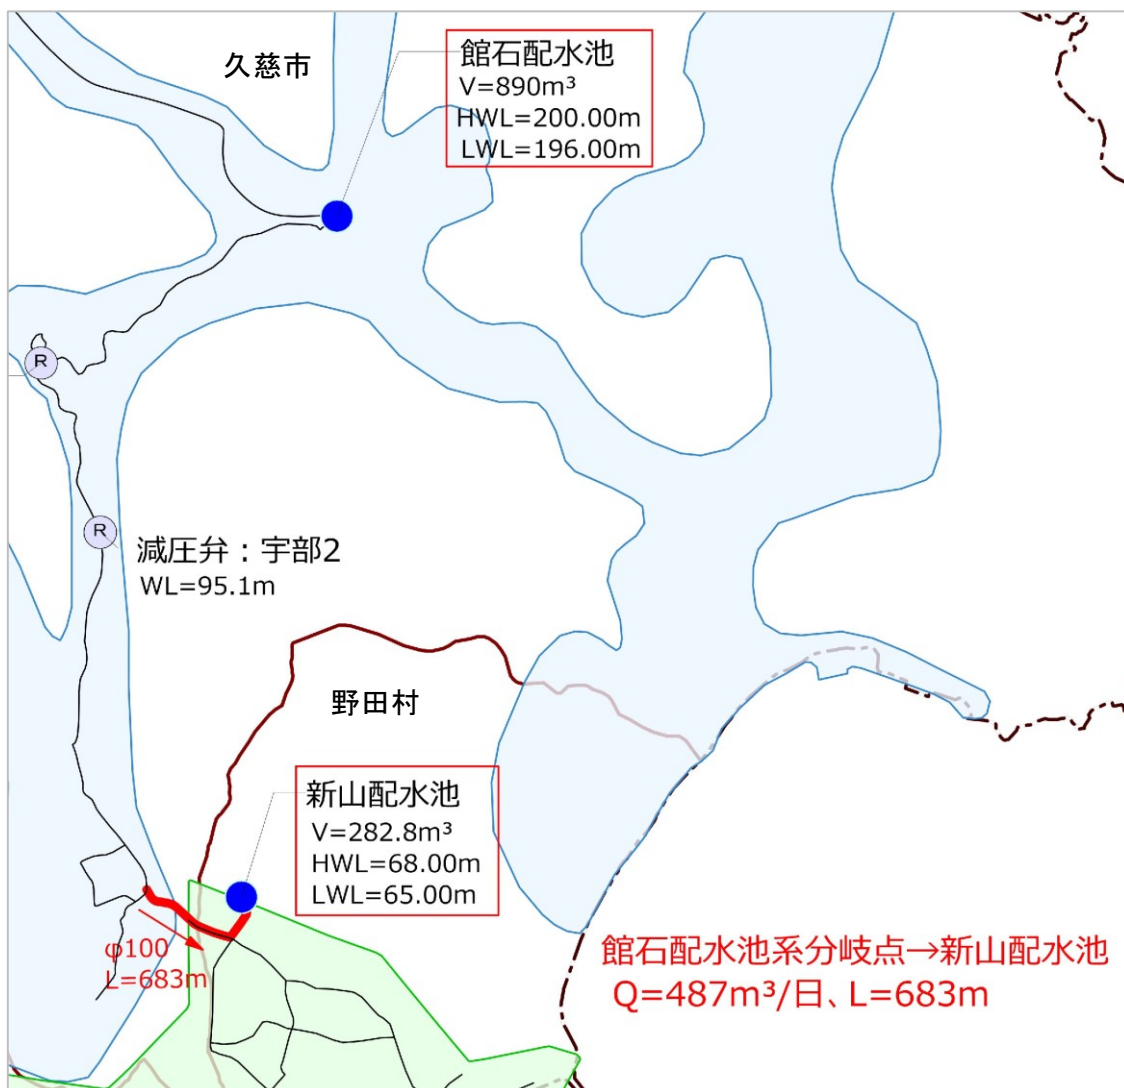 久慈市
館石配水池
V=890m³
HWL=200.00m
LWL=196.00m
R
R
減圧弁：宇部2
WL=95.1m
野田村
新山配水池
V=282.8m³
HWL=68.00m
LWL=65.00m
φ100
L=683m
館石配水池系分岐点→新山配水池
Q=487m³/日、L=683m